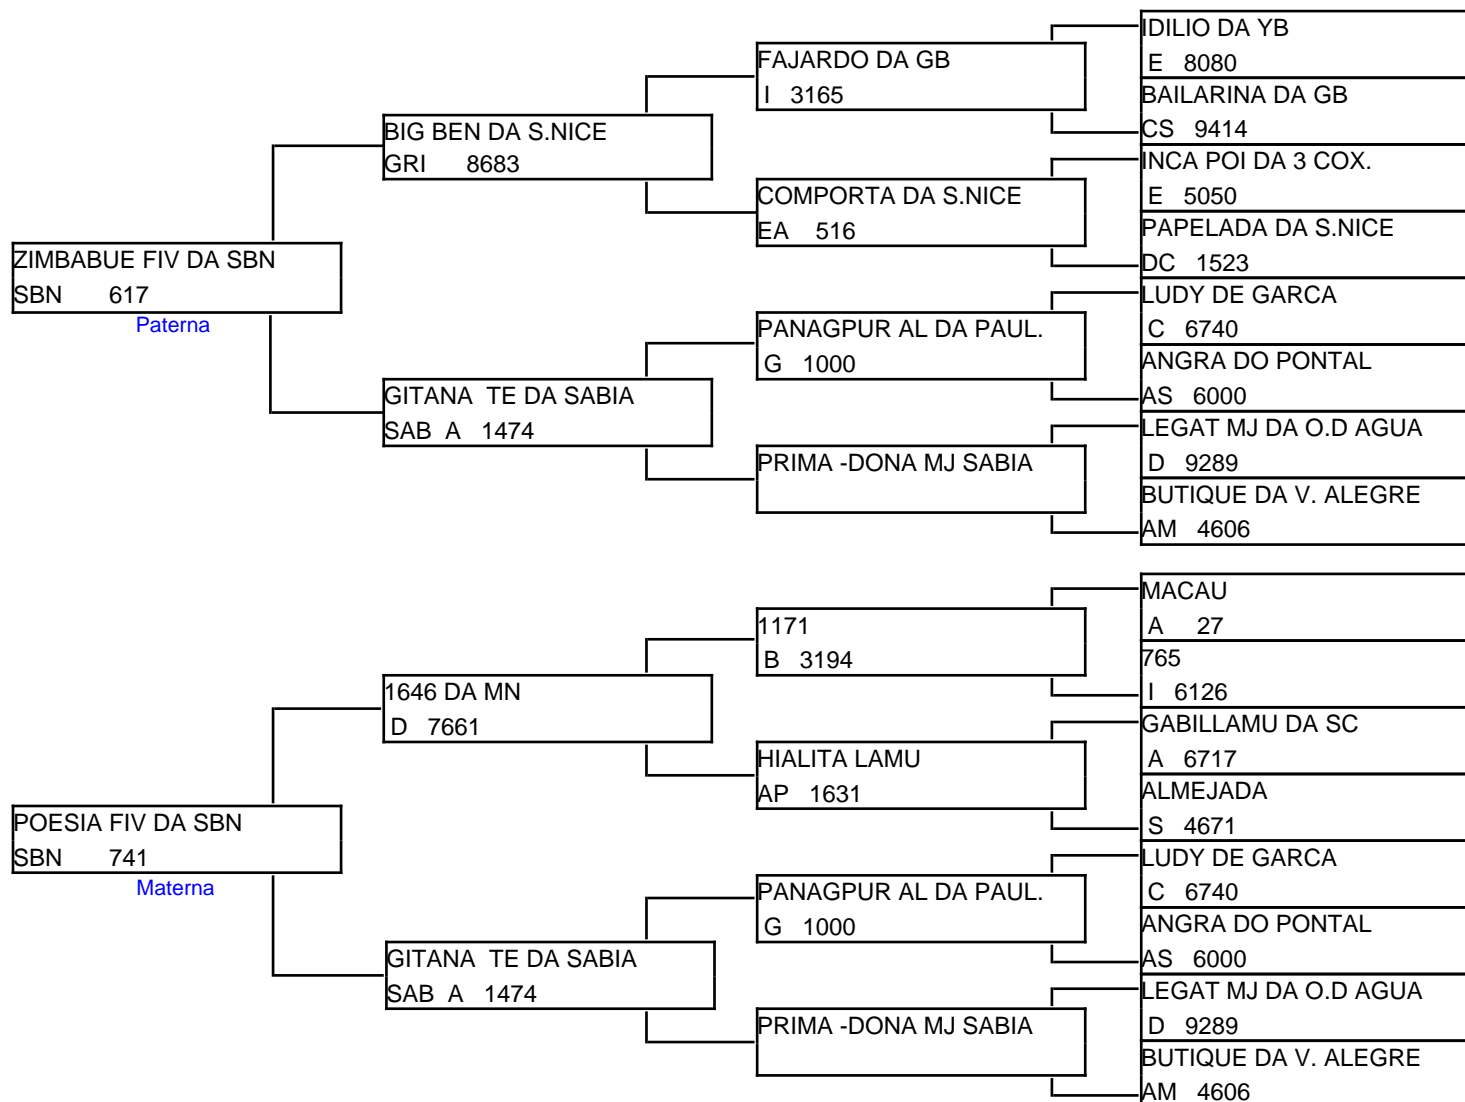 ZIMBABUE FIV DA SBN
SBN 617
Paterna
BIG BEN DA S.NICE
GRI 8683
GITANA TE DA SABIA
SAB A 1474
FAJARDO DA GB
I 3165
COMPORTA DA S.NICE
EA 516
PANAGPUR AL DA PAUL.
G 1000
PRIMA -DONA MJ SABIA
IDILIO DA YB
E 8080
BAILARINA DA GB
CS 9414
INCA POI DA 3 COX.
E 5050
PAPELADA DA S.NICE
DC 1523
LUDY DE GARCA
C 6740
ANGRA DO PONTAL
AS 6000
LEGAT MJ DA O.D AGUA
D 9289
BUTIQUE DA V. ALEGRE
AM 4606
POESIA FIV DA SBN
SBN 741
Materna
1646 DA MN
D 7661
GITANA TE DA SABIA
SAB A 1474
1171
B 3194
HIALITA LAMU
AP 1631
PANAGPUR AL DA PAUL.
G 1000
PRIMA -DONA MJ SABIA
MACAU
A 27
765
I 6126
GABILLAMU DA SC
A 6717
ALMEJADA
S 4671
LUDY DE GARCA
C 6740
ANGRA DO PONTAL
AS 6000
LEGAT MJ DA O.D AGUA
D 9289
BUTIQUE DA V. ALEGRE
AM 4606